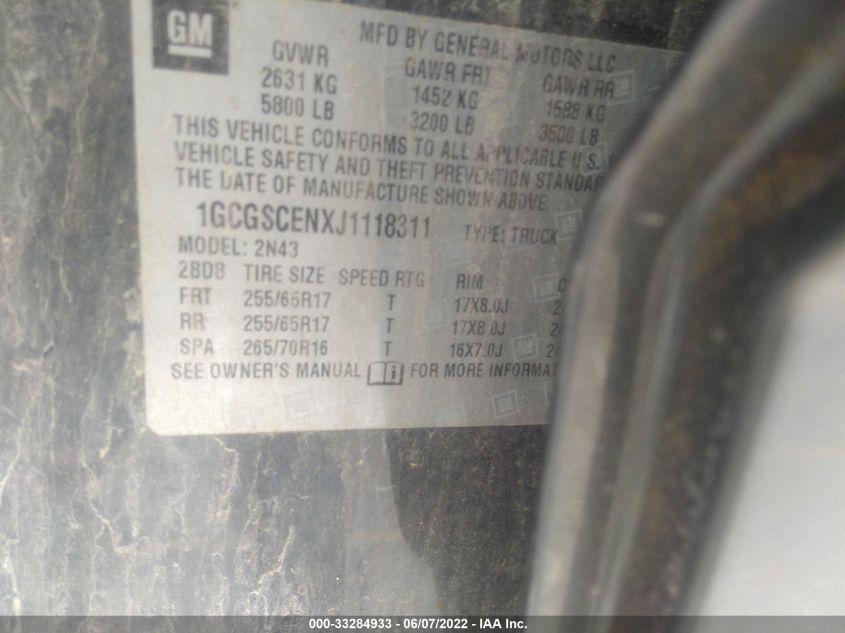 GM
MFD BY GENERAL MOTORS LLC
GVWR GAWR FRT GAWR RR
2631 KG 1452 KG 1588 KG
5800 LB 3200 LB 3500 LB
THIS VEHICLE CONFORMS TO ALL APPLICABLE U.S.
VEHICLE SAFETY AND THEFT PREVENTION STANDAR
THE DATE OF MANUFACTURE SHOWN ABOVE.
1GCGSCENXJ1118311 TYPE: TRUCK
MODEL: 2N43
2BDB TIRE SIZE SPEED RTG RIM C
FRT 255/65R17 T 17X8.0J 2
RR 255/65R17 T 17X8.0J 24
SPA 265/70R16 T 16X7.0J 24
SEE OWNER'S MANUAL FOR MORE INFORMAT
000-33284933 - 06/07/2022 - IAA Inc.